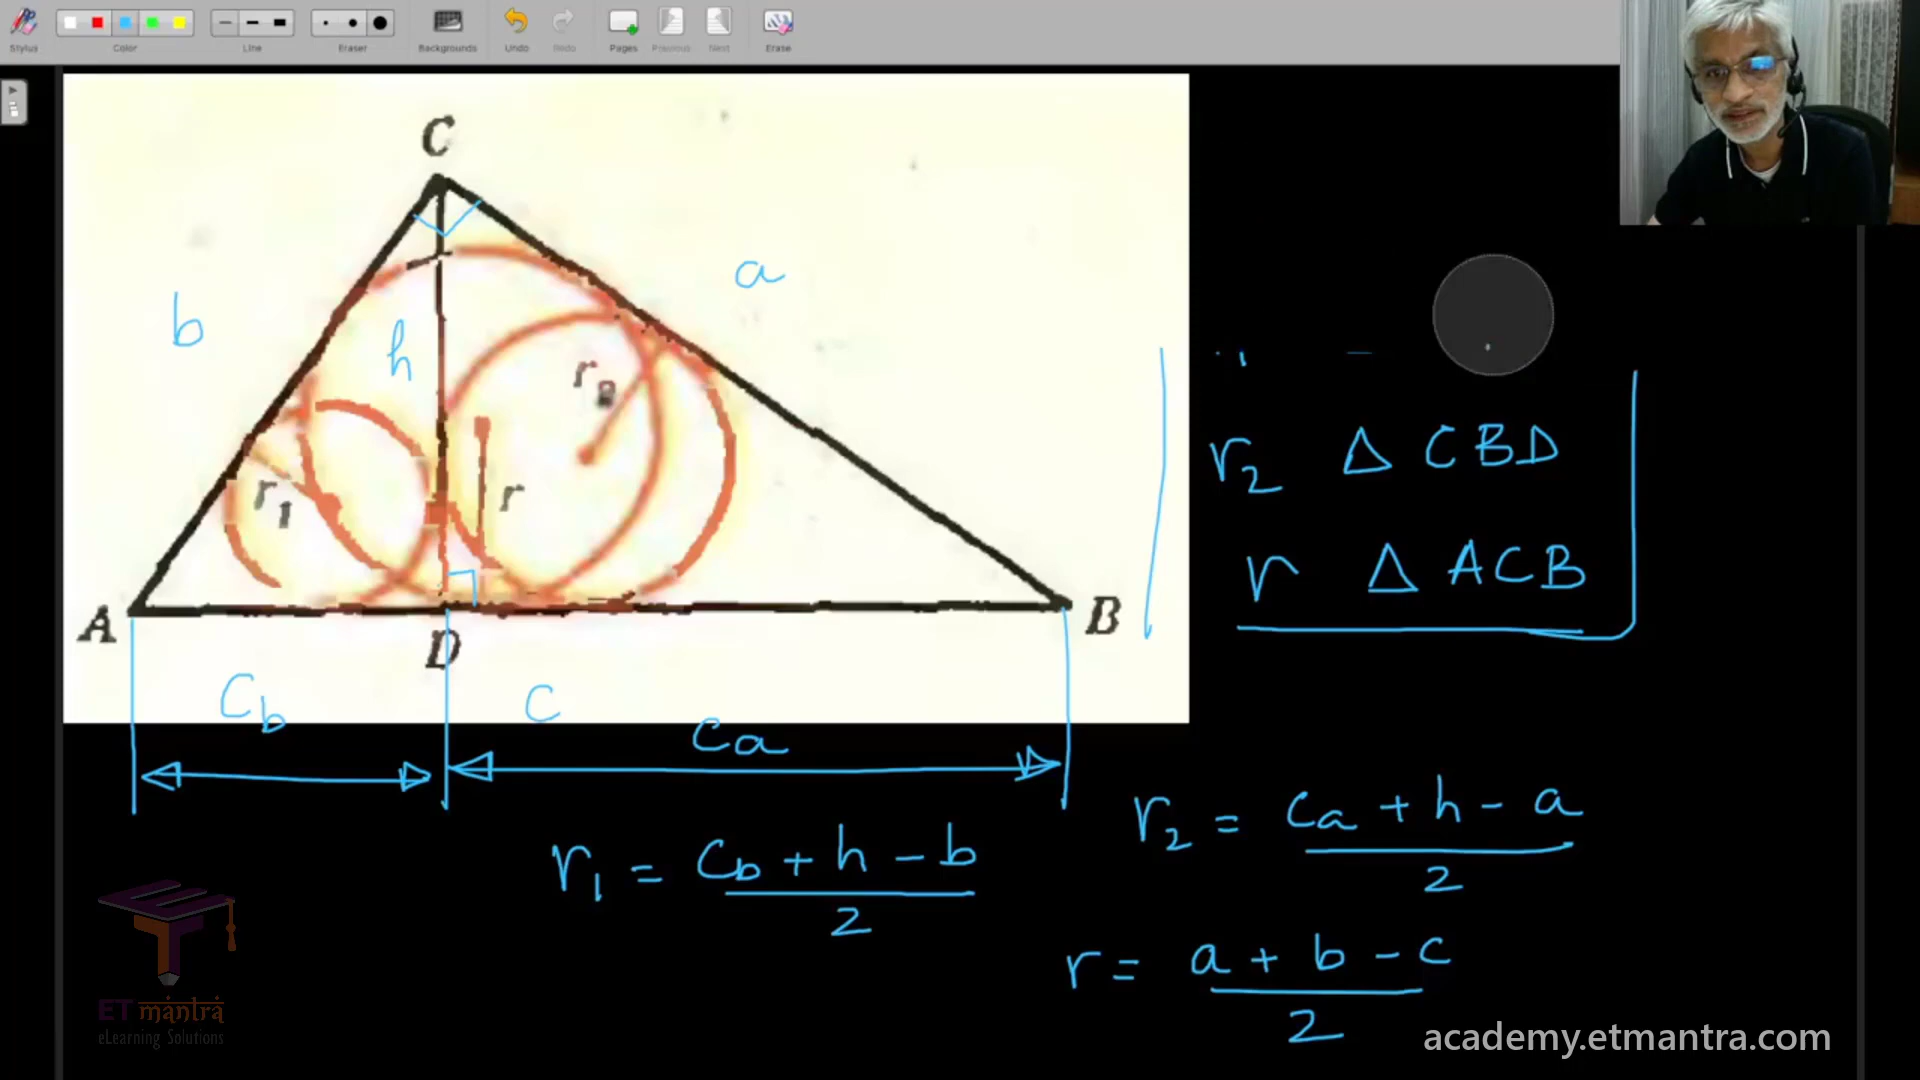 Stylus
Color
Line
Eraser
Backgrounds
Undo
Redo
Pages
Previous
Next
Erase
C
b
a
h
r2
r1
r
A
D
B
r2 Δ CBD
r Δ ACB
Cb
C
Ca
r1 = Cb + h - b / 2
r2 = Ca + h - a / 2
r = a + b - c / 2
ET mantra
eLearning Solutions
academy.etmantra.com